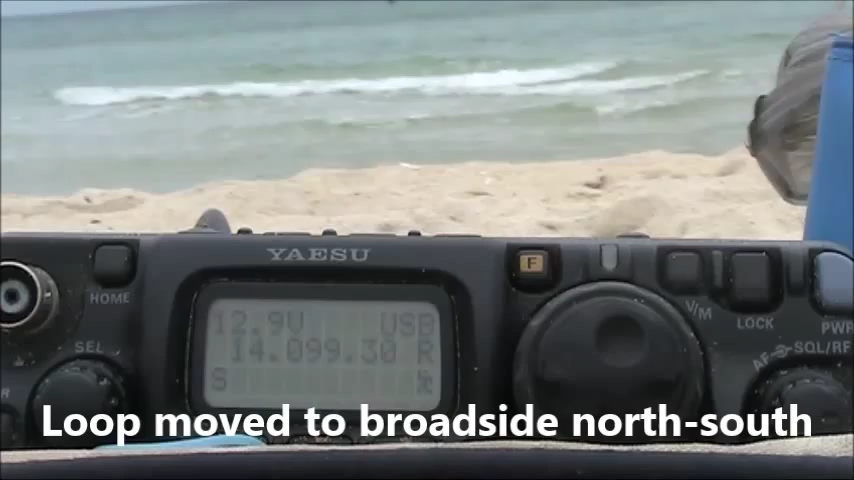 YAESU
F
HOME
V/M
LOCK
PWR
SEL
AF
SQL/RF
12.9V USB
14.099.30 R
S
Loop moved to broadside north-south